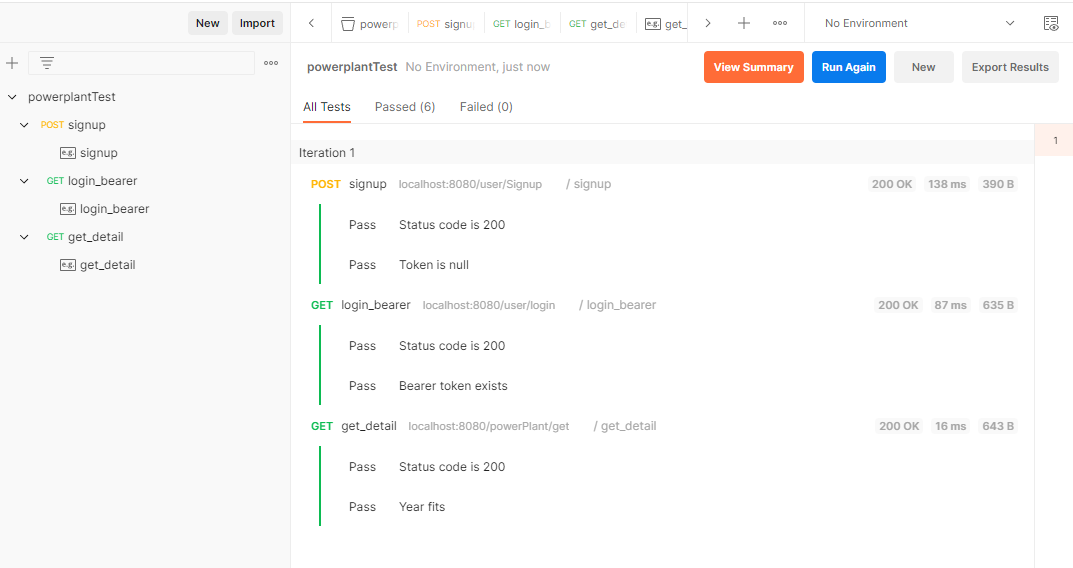 New Import
powerp POST signu GET login_b GET get_de e.g. get_ No Environment
powerplantTest No Environment, just now View Summary Run Again New Export Results
All Tests Passed (6) Failed (0)
powerplantTest
POST signup
e.g. signup
GET login_bearer
e.g. login_bearer
GET get_detail
e.g. get_detail
1
Iteration 1
POST signup localhost:8080/user/Signup / signup 200 OK 138 ms 390 B
Pass Status code is 200
Pass Token is null
GET login_bearer localhost:8080/user/login / login_bearer 200 OK 87 ms 635 B
Pass Status code is 200
Pass Bearer token exists
GET get_detail localhost:8080/powerPlant/get / get_detail 200 OK 16 ms 643 B
Pass Status code is 200
Pass Year fits